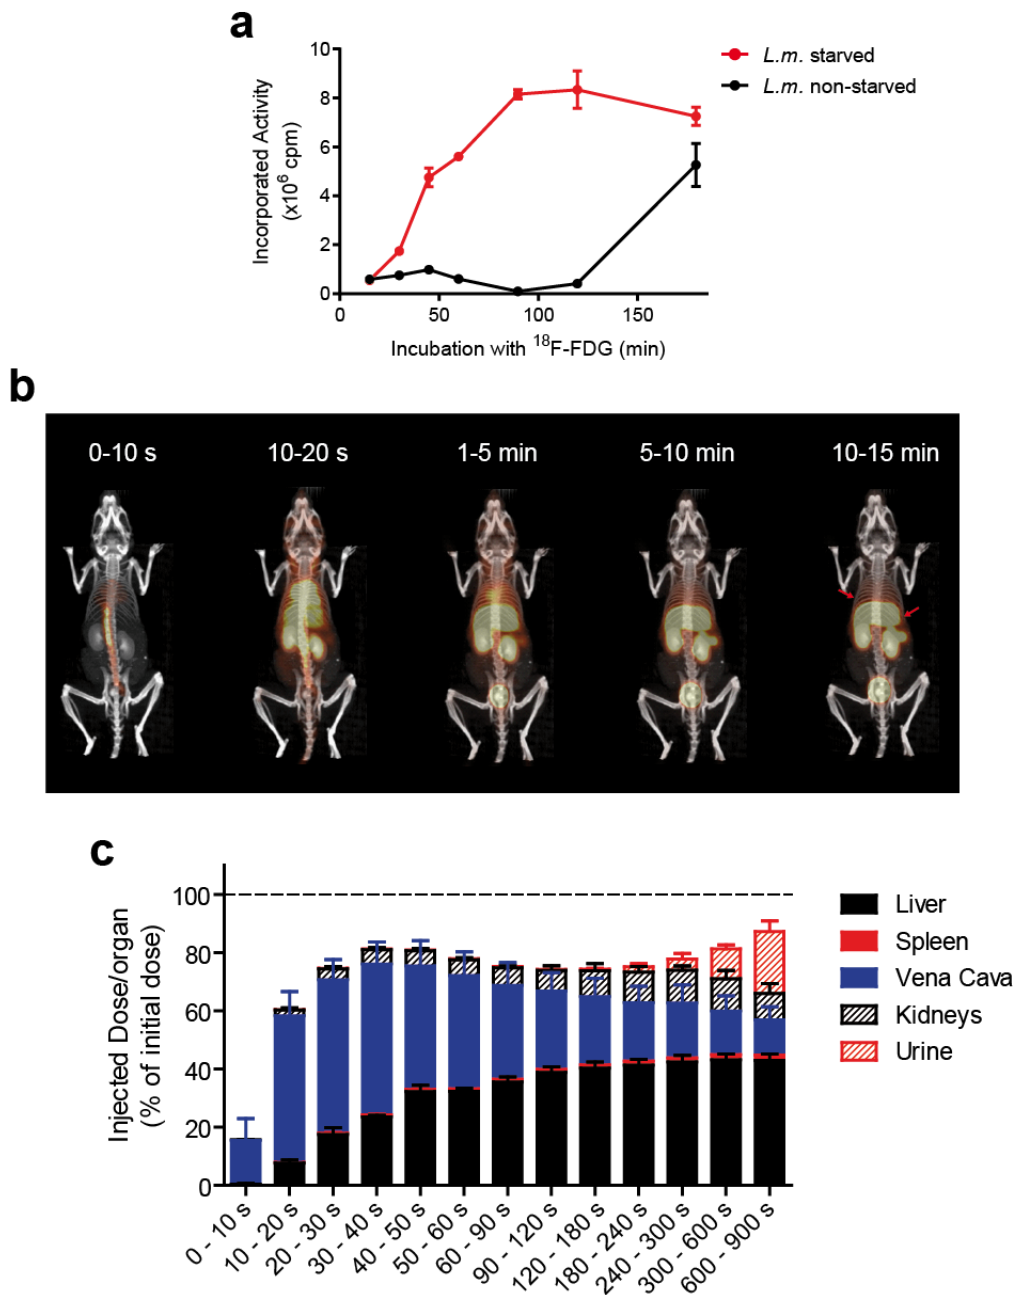 a
10
8
6
4
2
0
Incorporated Activity
(x10⁶ cpm)
0
50
100
150
Incubation with ¹⁸F-FDG (min)
L.m. starved
L.m. non-starved
b
0-10 s
10-20 s
1-5 min
5-10 min
10-15 min
c
100
80
60
40
20
0
Injected Dose/organ
(% of initial dose)
Liver
Spleen
Vena Cava
Kidneys
Urine
0 - 10 s
10 - 20 s
20 - 30 s
30 - 40 s
40 - 50 s
50 - 60 s
60 - 90 s
90 - 120 s
120 - 180 s
180 - 240 s
240 - 300 s
300 - 600 s
600 - 900 s